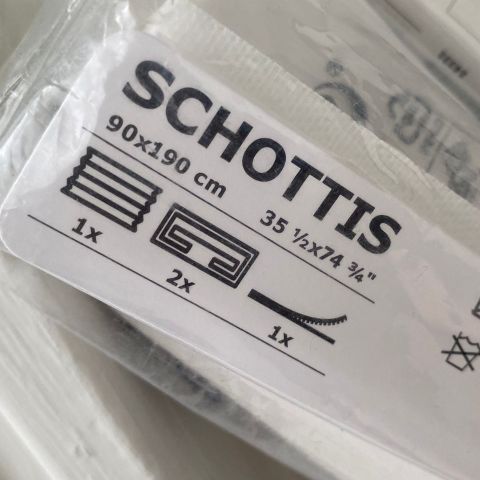 SCHOTTIS
90x190 cm
35 ½x74 ¾"
1x
2x
1x